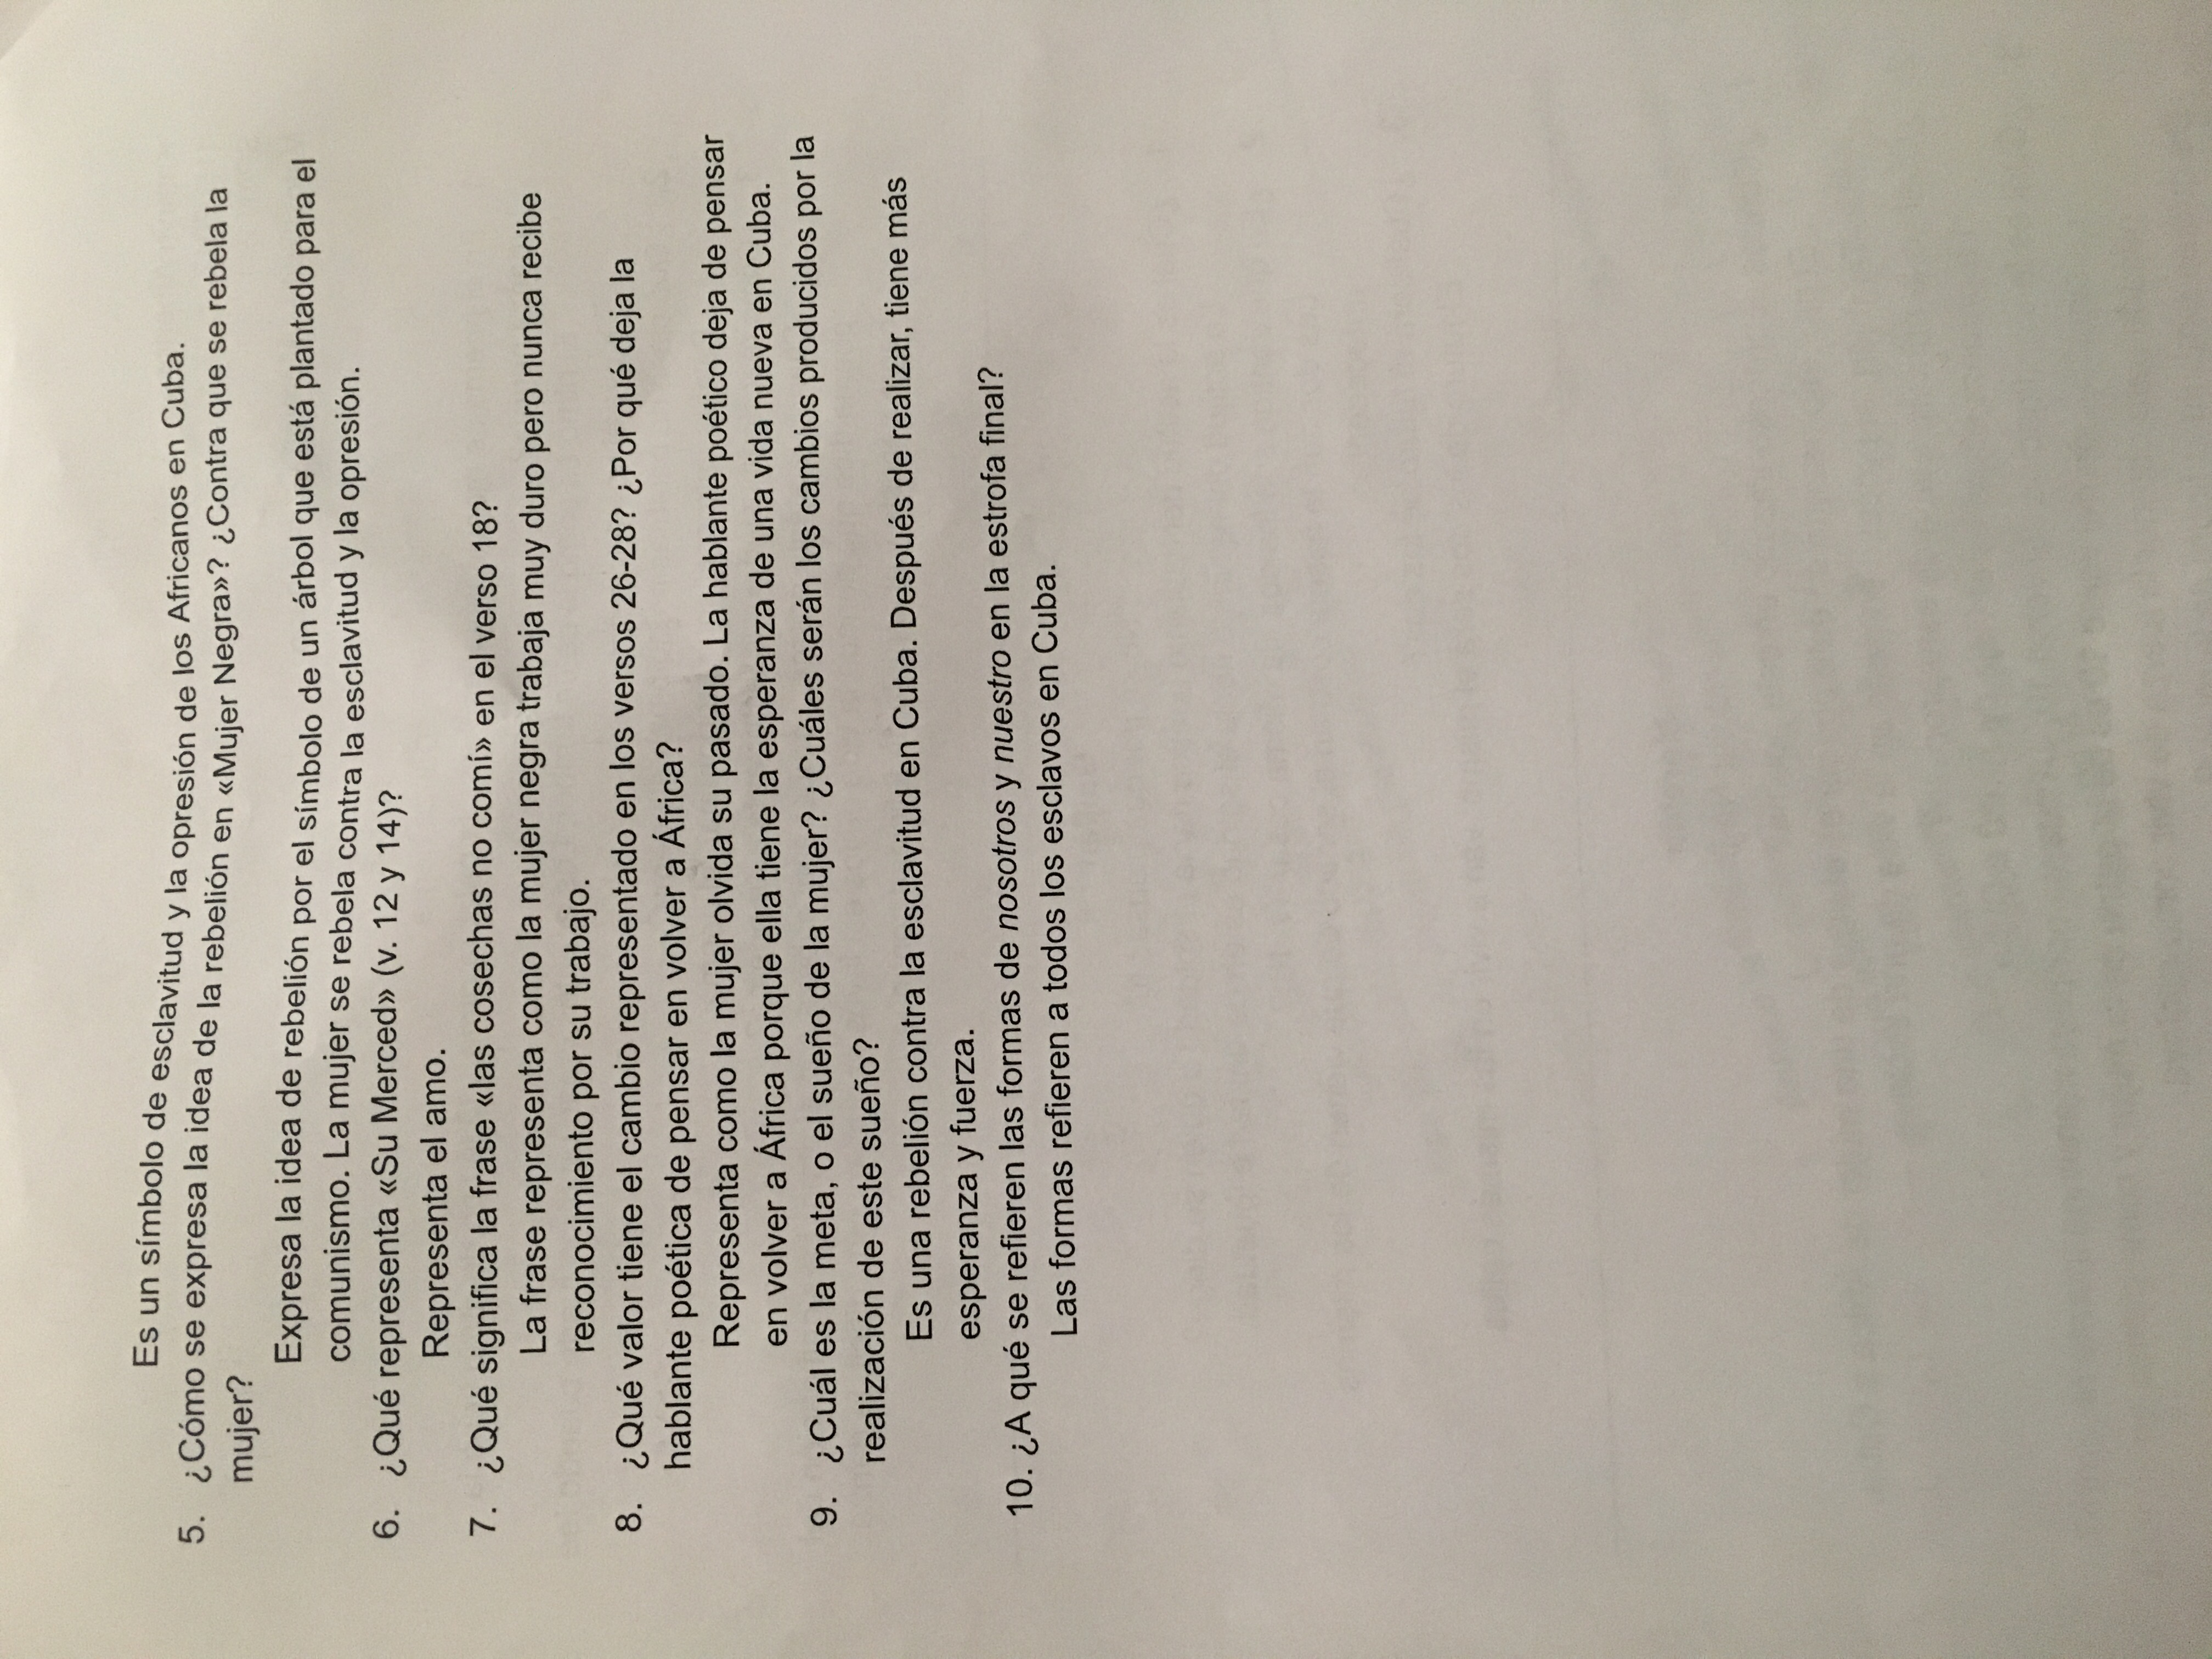 Es un símbolo de esclavitud y la opresión de los Africanos en Cuba.
5. ¿Cómo se expresa la idea de la rebelión en «Mujer Negra»? ¿Contra que se rebela la
mujer?
Expresa la idea de rebelión por el símbolo de un árbol que está plantado para el
comunismo. La mujer se rebela contra la esclavitud y la opresión.
6. ¿Qué representa «Su Merced» (v. 12 y 14)?
Representa el amo.
7. ¿Qué significa la frase «las cosechas no comí» en el verso 18?
La frase representa como la mujer negra trabaja muy duro pero nunca recibe
reconocimiento por su trabajo.
8. ¿Qué valor tiene el cambio representado en los versos 26-28? ¿Por qué deja la
hablante poética de pensar en volver a África?
Representa como la mujer olvida su pasado. La hablante poético deja de pensar
en volver a África porque ella tiene la esperanza de una vida nueva en Cuba.
9. ¿Cuál es la meta, o el sueño de la mujer? ¿Cuáles serán los cambios producidos por la
realización de este sueño?
Es una rebelión contra la esclavitud en Cuba. Después de realizar, tiene más
esperanza y fuerza.
10. ¿A qué se refieren las formas de nosotros y nuestro en la estrofa final?
Las formas refieren a todos los esclavos en Cuba.